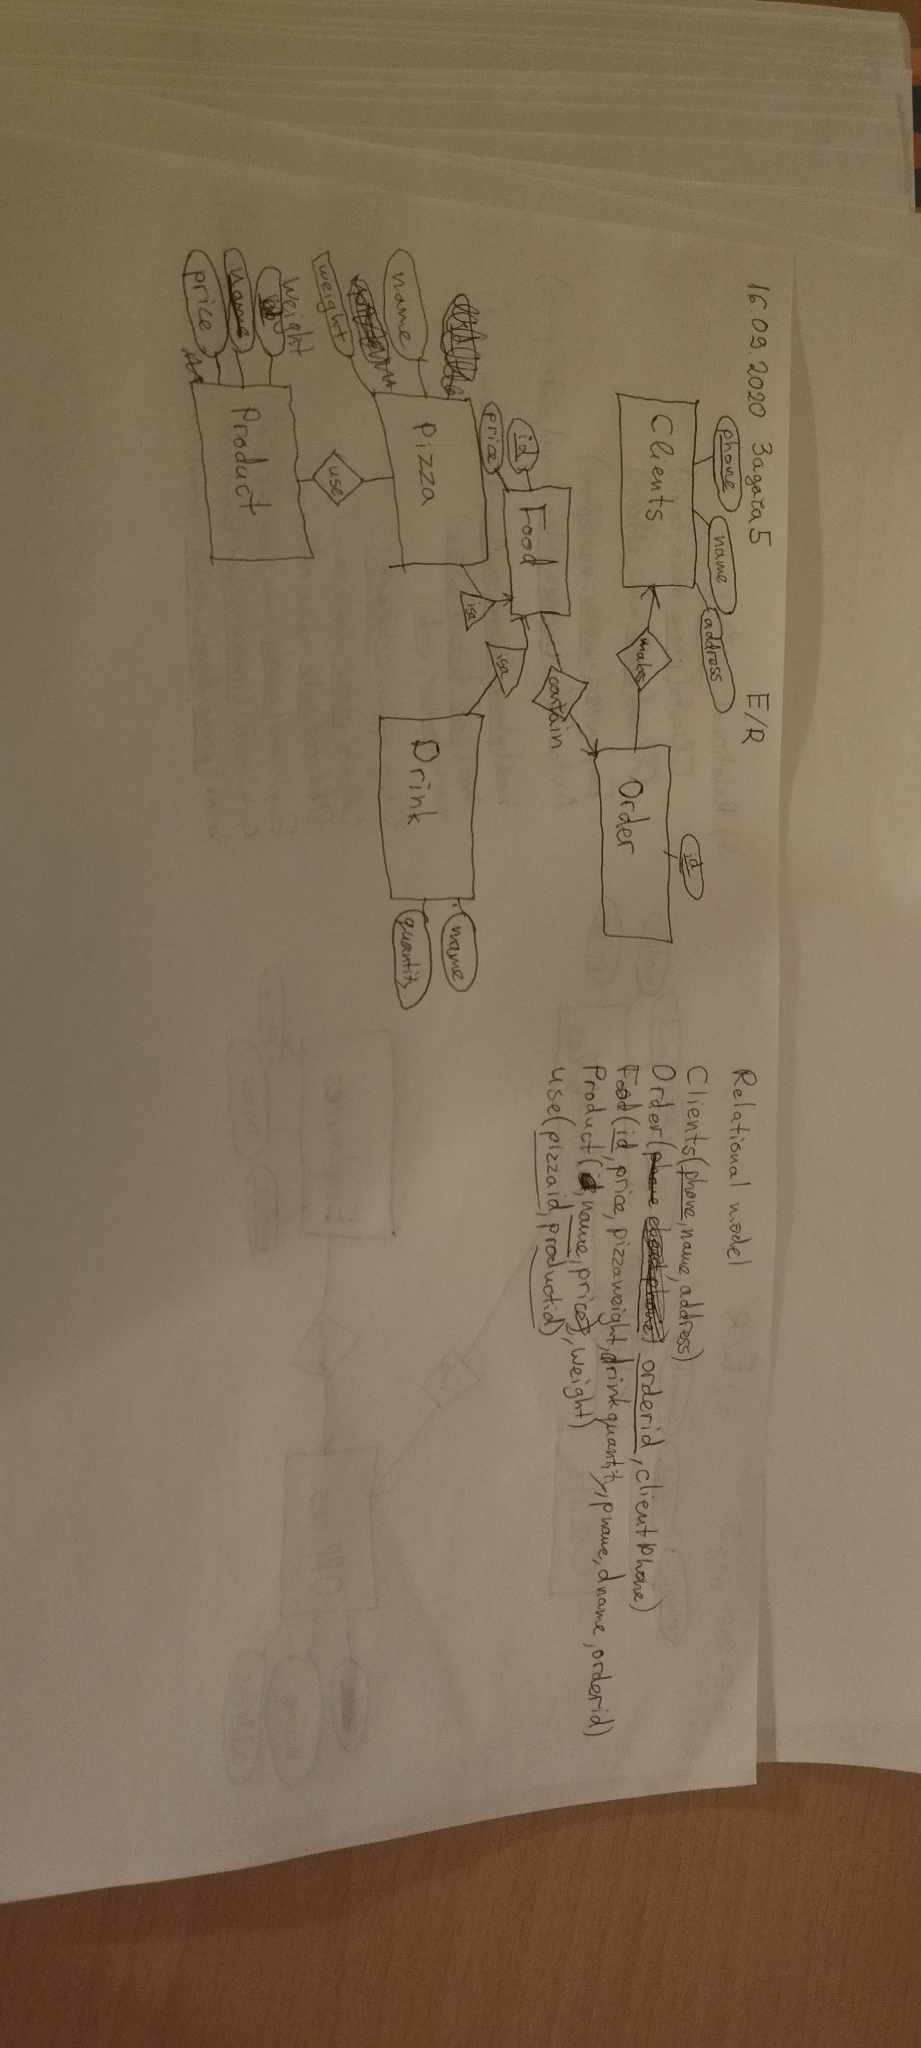 16.09.2020 Задача 5
E/R
phone
name
address
Clients
makes
Order
id
id
price
Food
contain
name
weight
Pizza
isa
isa
Drink
name
quantity
use
weight
name
price
Product
Relational model
Clients(phone, name, address)
Order(orderid, clientphone)
Food(id, price, pizzaweight, drinkquantity, pname, dname, orderid)
Product(name, price, weight)
use(pizzaid, productid)